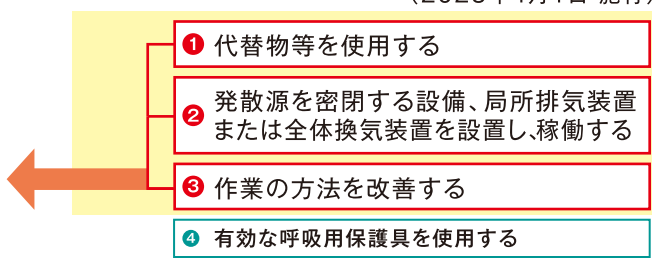 ❶ 代替物等を使用する
❷ 発散源を密閉する設備、局所排気装置
または全体換気装置を設置し、稼働する
❸ 作業の方法を改善する
❹ 有効な呼吸用保護具を使用する